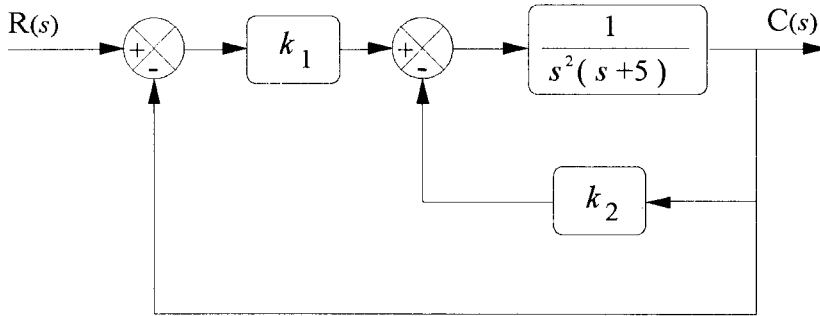 R(s)
+
-
k₁
+
-
1
s²( s+5 )
C(s)
k₂